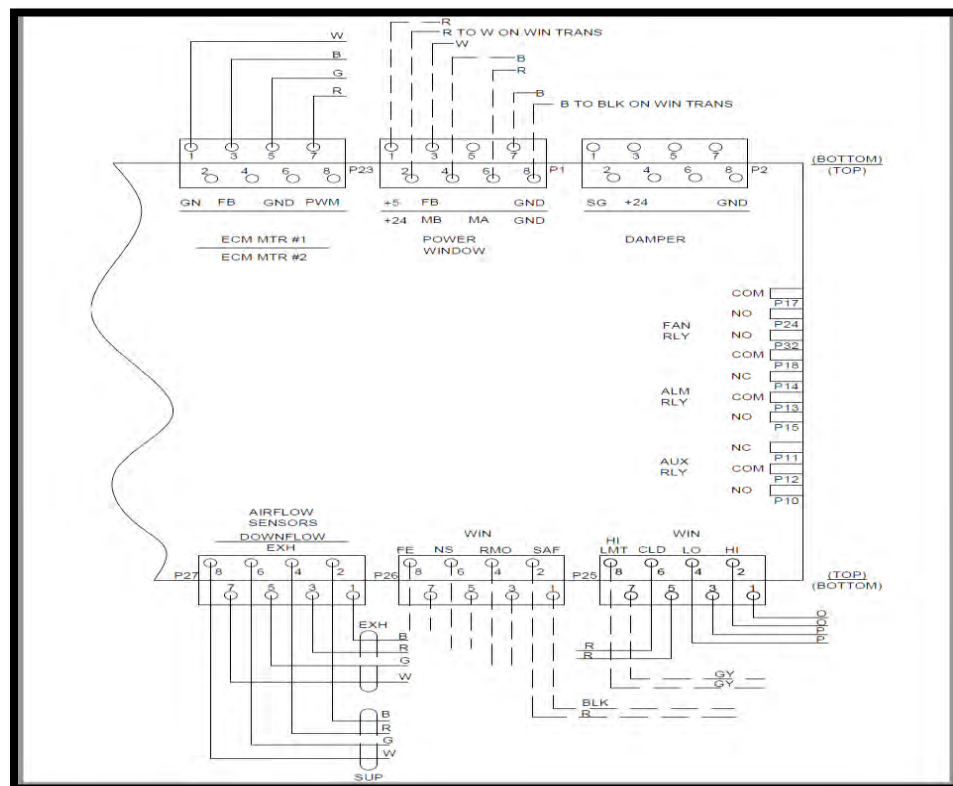 R
R TO W ON WIN TRANS
W
W
B
B
G
R
R
B
B TO BLK ON WIN TRANS
1 3 5 7
2 4 6 8
P23
1 3 5 7
2 4 6 8
P1
1 3 5 7
2 4 6 8
P2
(BOTTOM)
(TOP)
GN FB GND PWM
+5 FB GND
+24 MB MA GND
SG +24 GND
ECM MTR #1
ECM MTR #2
POWER
WINDOW
DAMPER
COM
P17
NO
P24
FAN
RLY
NO
P32
COM
P18
NC
P14
ALM
RLY
COM
P13
NO
P15
NC
P11
AUX
RLY
COM
P12
NO
P10
AIRFLOW
SENSORS
DOWNFLOW
EXH
WIN
FE NS RMO SAF
WIN
HI
LMT CLD LO HI
P27
8 6 4 2
7 5 3 1
P26
8 6 4 2
7 5 3 1
P25
8 6 4 2
7 5 3 1
(TOP)
(BOTTOM)
EXH
B
R
G
W
O
O
P
P
R
R
GY
GY
BLK
R
B
R
G
W
SUP